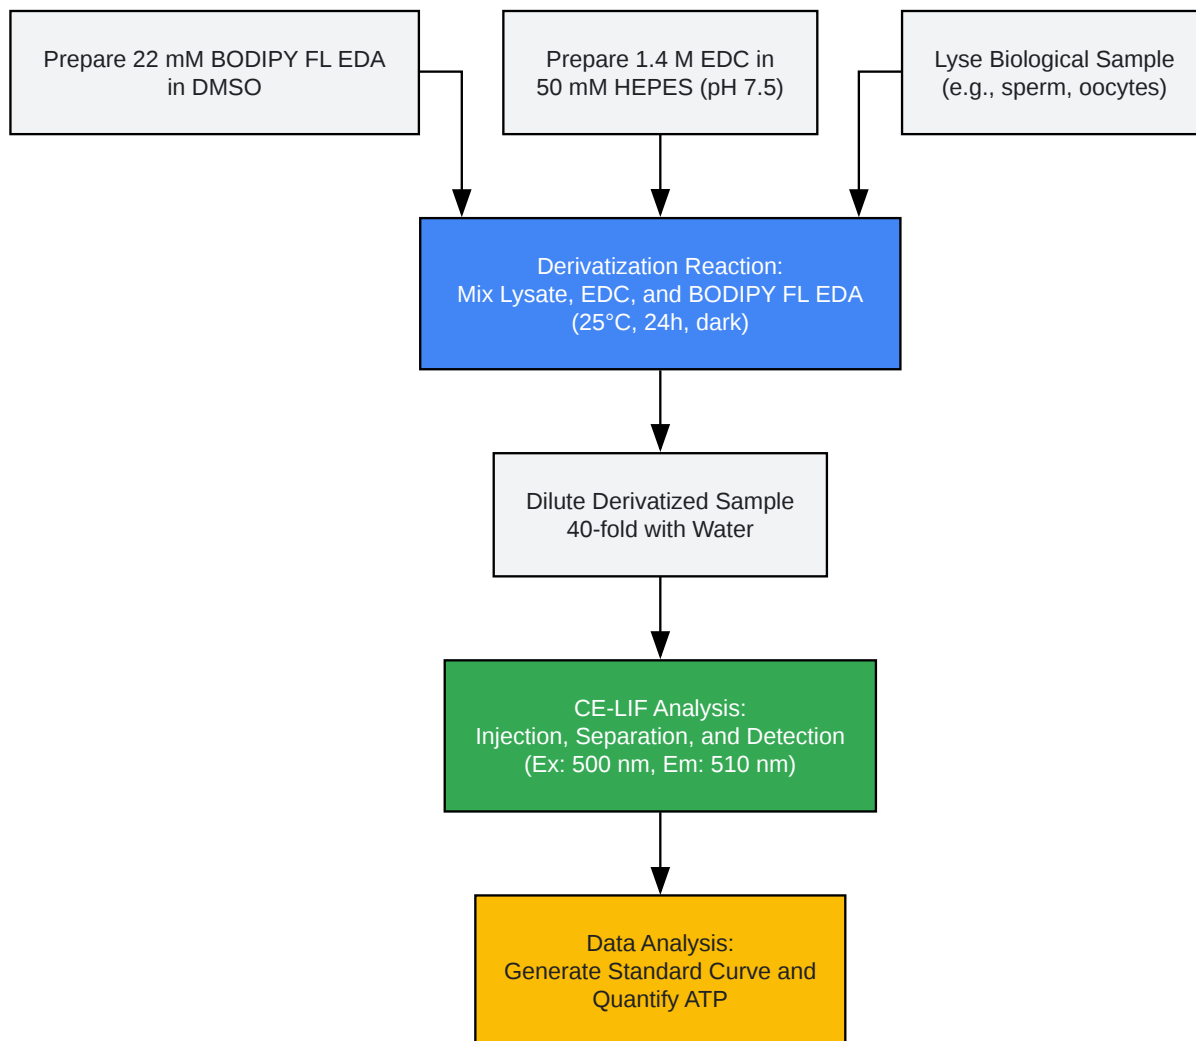 Prepare 22 mM BODIPY FL EDA
in DMSO
Prepare 1.4 M EDC in
50 mM HEPES (pH 7.5)
Lyse Biological Sample
(e.g., sperm, oocytes)
Derivatization Reaction:
Mix Lysate, EDC, and BODIPY FL EDA
(25°C, 24h, dark)
Dilute Derivatized Sample
40-fold with Water
CE-LIF Analysis:
Injection, Separation, and Detection
(Ex: 500 nm, Em: 510 nm)
Data Analysis:
Generate Standard Curve and
Quantify ATP